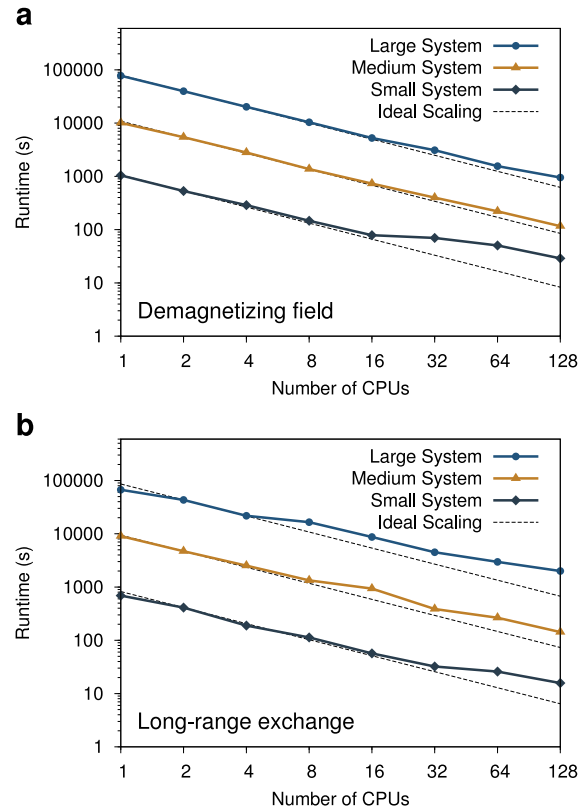 a
Large System
Medium System
Small System
Ideal Scaling
100000
10000
1000
100
10
1
Runtime (s)
Demagnetizing field
1 2 4 8 16 32 64 128
Number of CPUs
b
Large System
Medium System
Small System
Ideal Scaling
100000
10000
1000
100
10
1
Runtime (s)
Long-range exchange
1 2 4 8 16 32 64 128
Number of CPUs